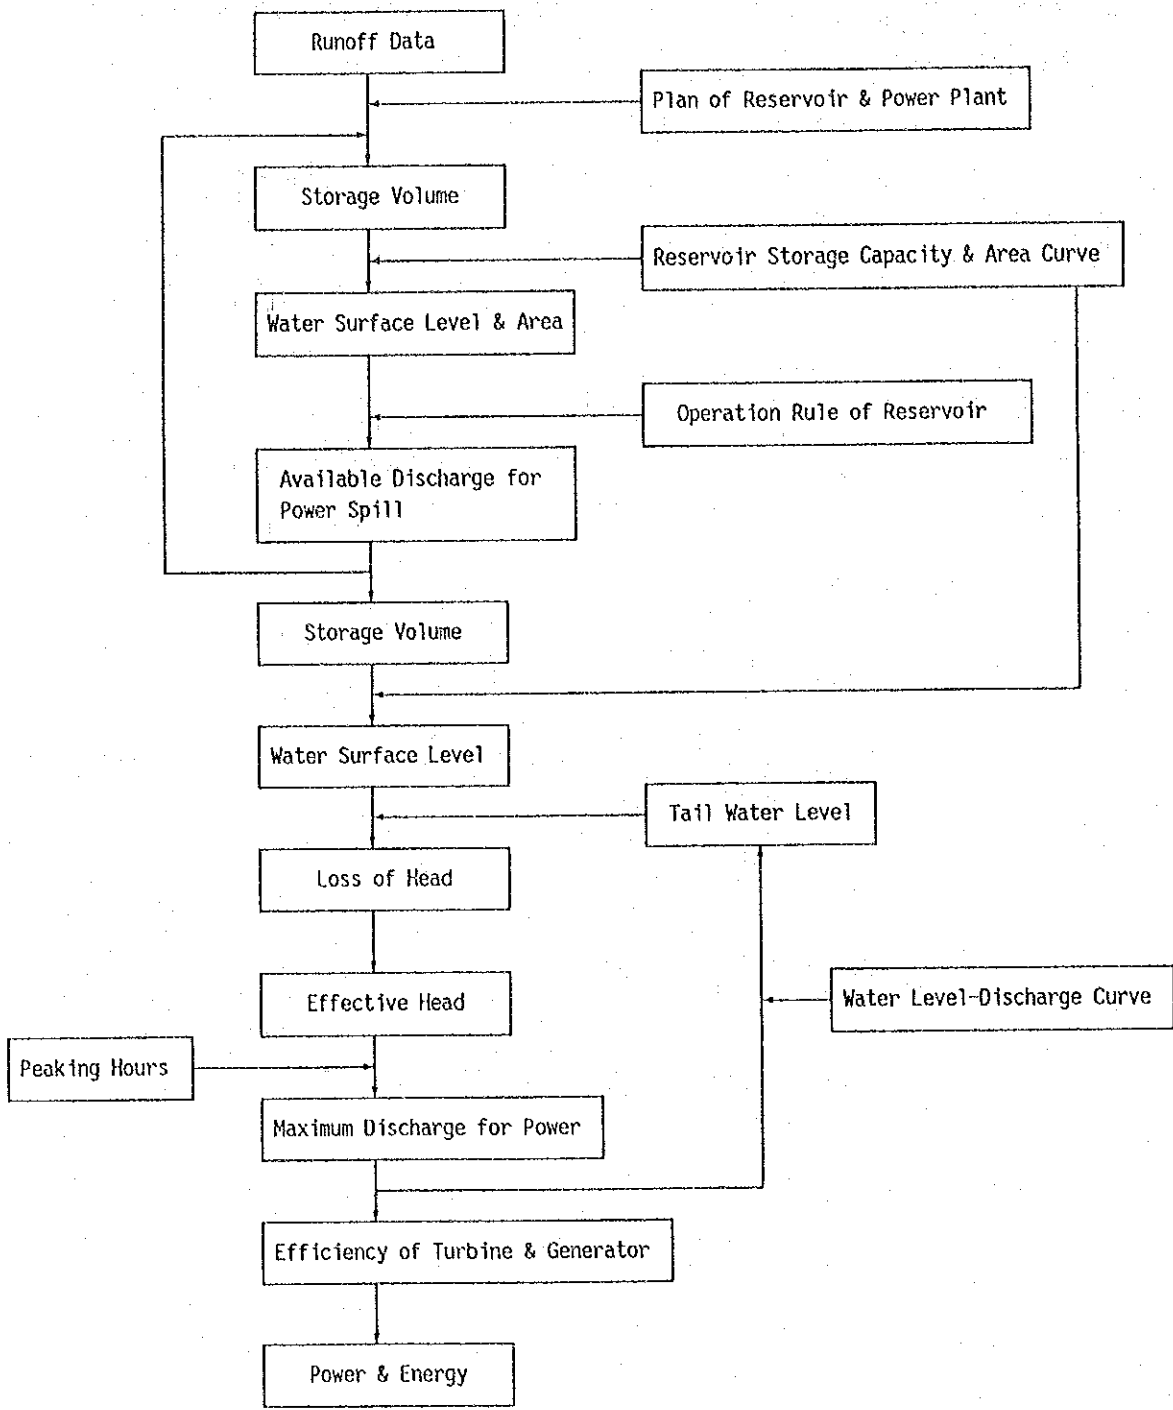 Runoff Data
Plan of Reservoir & Power Plant
Storage Volume
Reservoir Storage Capacity & Area Curve
Water Surface Level & Area
Operation Rule of Reservoir
Available Discharge for
Power Spill
Storage Volume
Water Surface Level
Tail Water Level
Loss of Head
Effective Head
Water Level-Discharge Curve
Peaking Hours
Maximum Discharge for Power
Efficiency of Turbine & Generator
Power & Energy